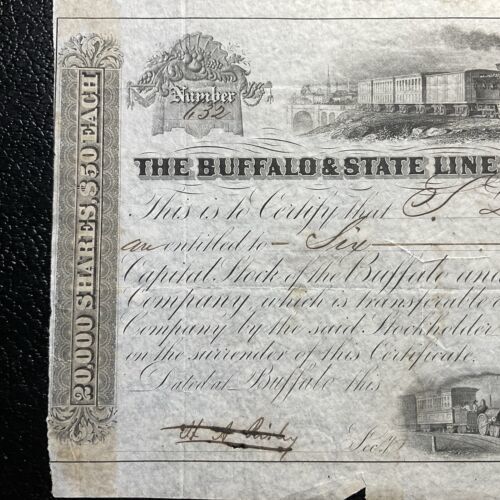 Number
632
THE BUFFALO & STATE LINE
This is to Certify that
an entitled to Six
Capital Stock of the Buffalo and
Company, which is transferable
Company by the said Stockholder
on the surrender of this Certificate.
Dated at Buffalo this
Sec.y
20,000 SHARES, $50 EACH